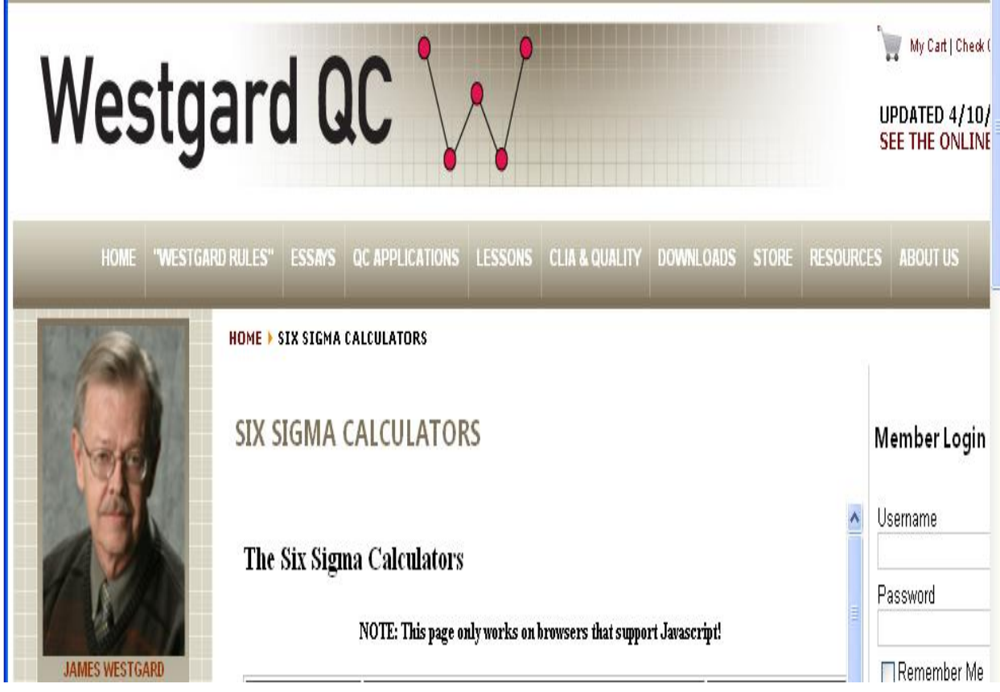 Westgard QC
My Cart | Check
UPDATED 4/10/
SEE THE ONLINE
HOME "WESTGARD RULES" ESSAYS QC APPLICATIONS LESSONS CLIA & QUALITY DOWNLOADS STORE RESOURCES ABOUT US
JAMES WESTGARD
HOME SIX SIGMA CALCULATORS
SIX SIGMA CALCULATORS
The Six Sigma Calculators
NOTE: This page only works on browsers that support Javascript!
Member Login
Username
Password
Remember Me